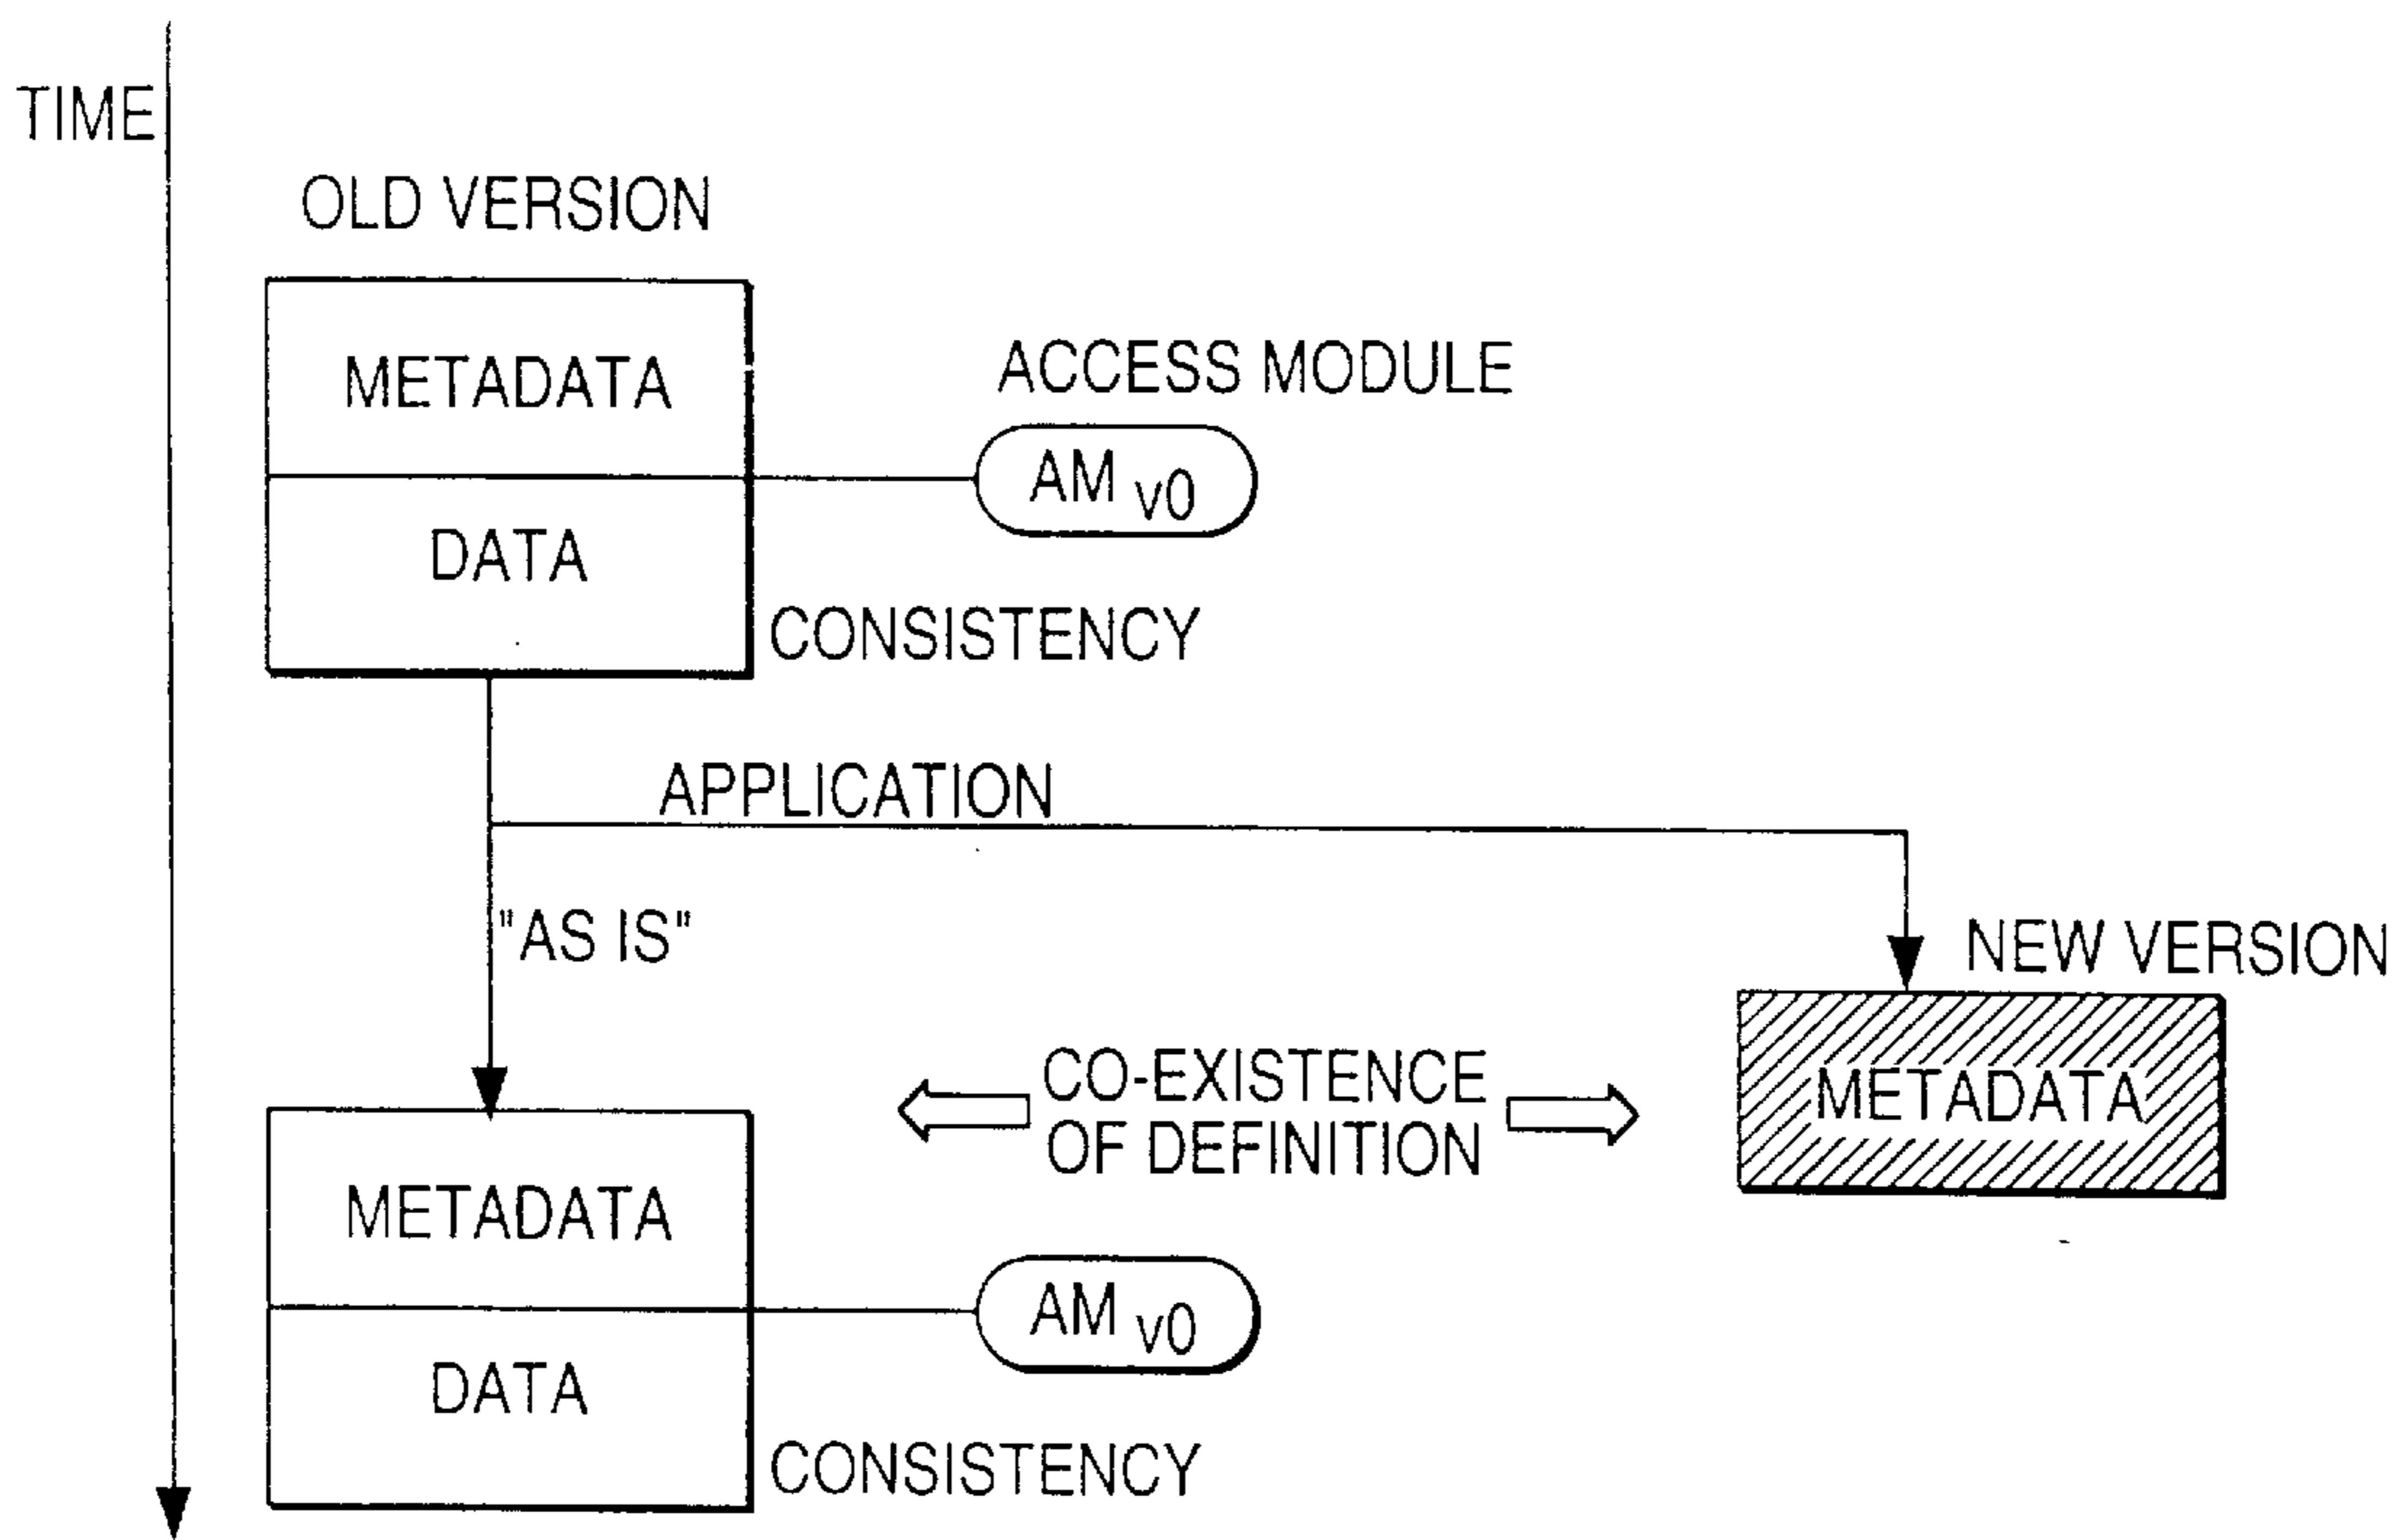 TIME
OLD VERSION
METADATA
ACCESS MODULE
AM v0
DATA
CONSISTENCY
APPLICATION
"AS IS"
NEW VERSION
CO-EXISTENCE
OF DEFINITION
METADATA
METADATA
AM v0
DATA
CONSISTENCY